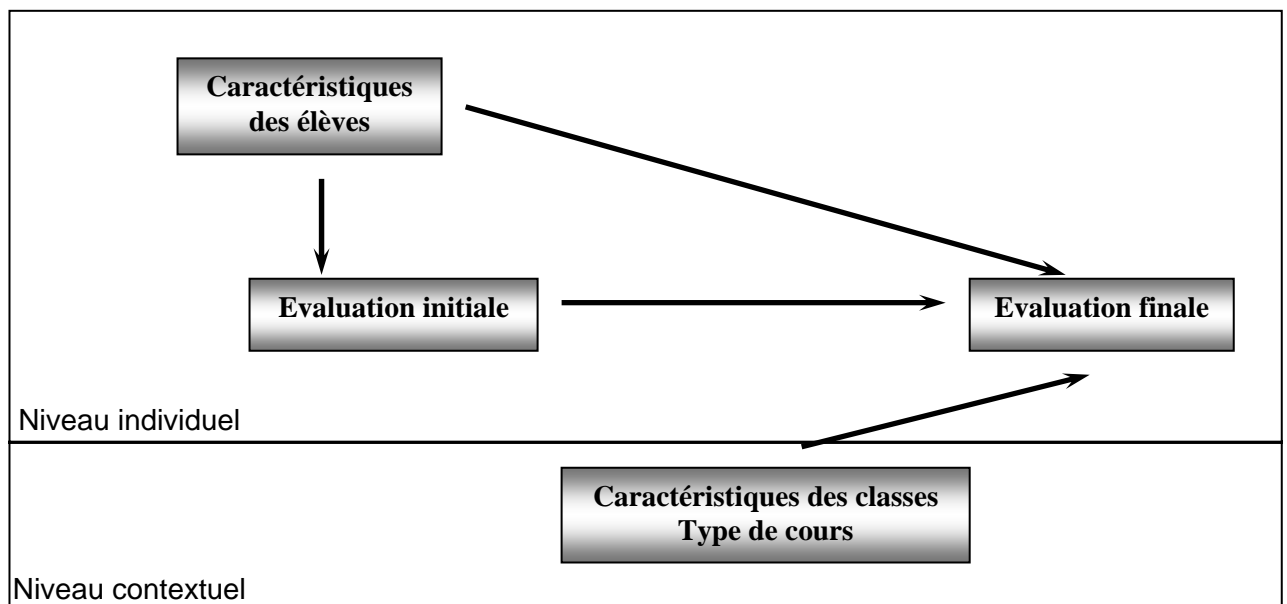 Caractéristiques
des élèves
Evaluation initiale
Evaluation finale
Niveau individuel
Caractéristiques des classes
Type de cours
Niveau contextuel